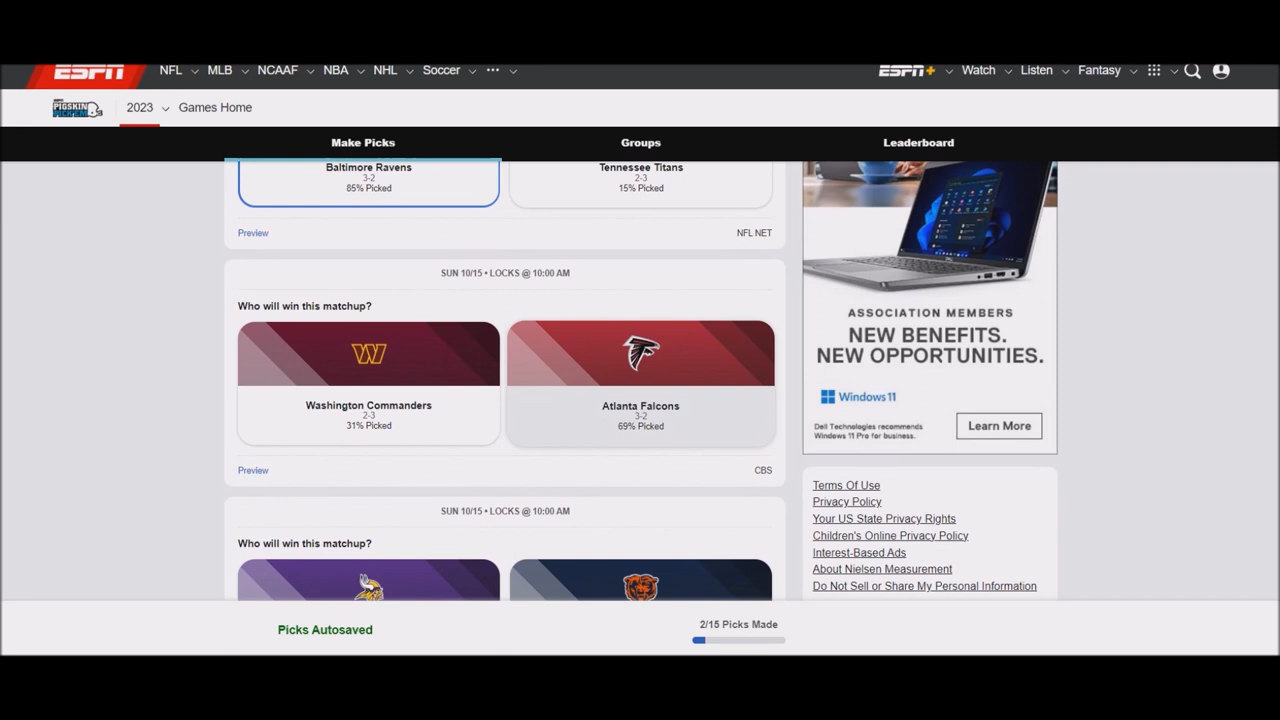 ESPN NFL MLB NCAAF NBA NHL Soccer ••• ESPN+ Watch Listen Fantasy
PIGSKIN PICK'EM 2023 Games Home
Make Picks Groups Leaderboard
Baltimore Ravens
3-2
85% Picked
Tennessee Titans
2-3
15% Picked
Preview NFL NET
SUN 10/15 • LOCKS @ 10:00 AM
Who will win this matchup?
W
Washington Commanders
2-3
31% Picked
Atlanta Falcons
3-2
69% Picked
Preview CBS
SUN 10/15 • LOCKS @ 10:00 AM
Who will win this matchup?
Picks Autosaved 2/15 Picks Made
ASSOCIATION MEMBERS
NEW BENEFITS.
NEW OPPORTUNITIES.
Windows 11
Dell Technologies recommends
Windows 11 Pro for business.
Learn More
Terms Of Use
Privacy Policy
Your US State Privacy Rights
Children's Online Privacy Policy
Interest-Based Ads
About Nielsen Measurement
Do Not Sell or Share My Personal Information